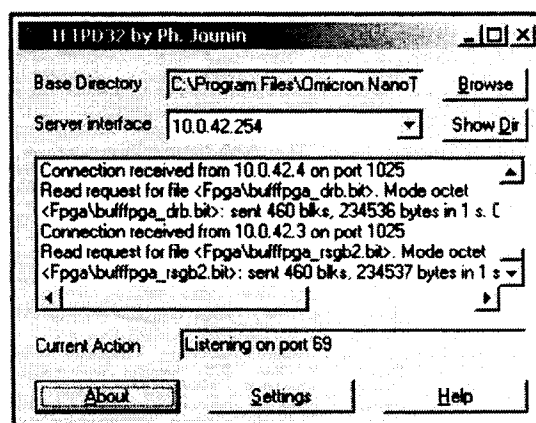 TFTPD32 by Ph. Jounin
Base Directory C:\Program Files\Omicron NanoT Browse
Server interface 10.0.42.254 Show Dir
Connection received from 10.0.42.4 on port 1025
Read request for file <Fpga\bufffpga_drb.bit>. Mode octet
<Fpga\bufffpga_drb.bit>: sent 460 blks, 234536 bytes in 1 s. 
Connection received from 10.0.42.3 on port 1025
Read request for file <Fpga\bufffpga_rsgb2.bit>. Mode octet
<Fpga\bufffpga_rsgb2.bit>: sent 460 blks, 234537 bytes in 1 s
Current Action Listening on port 69
About Settings Help